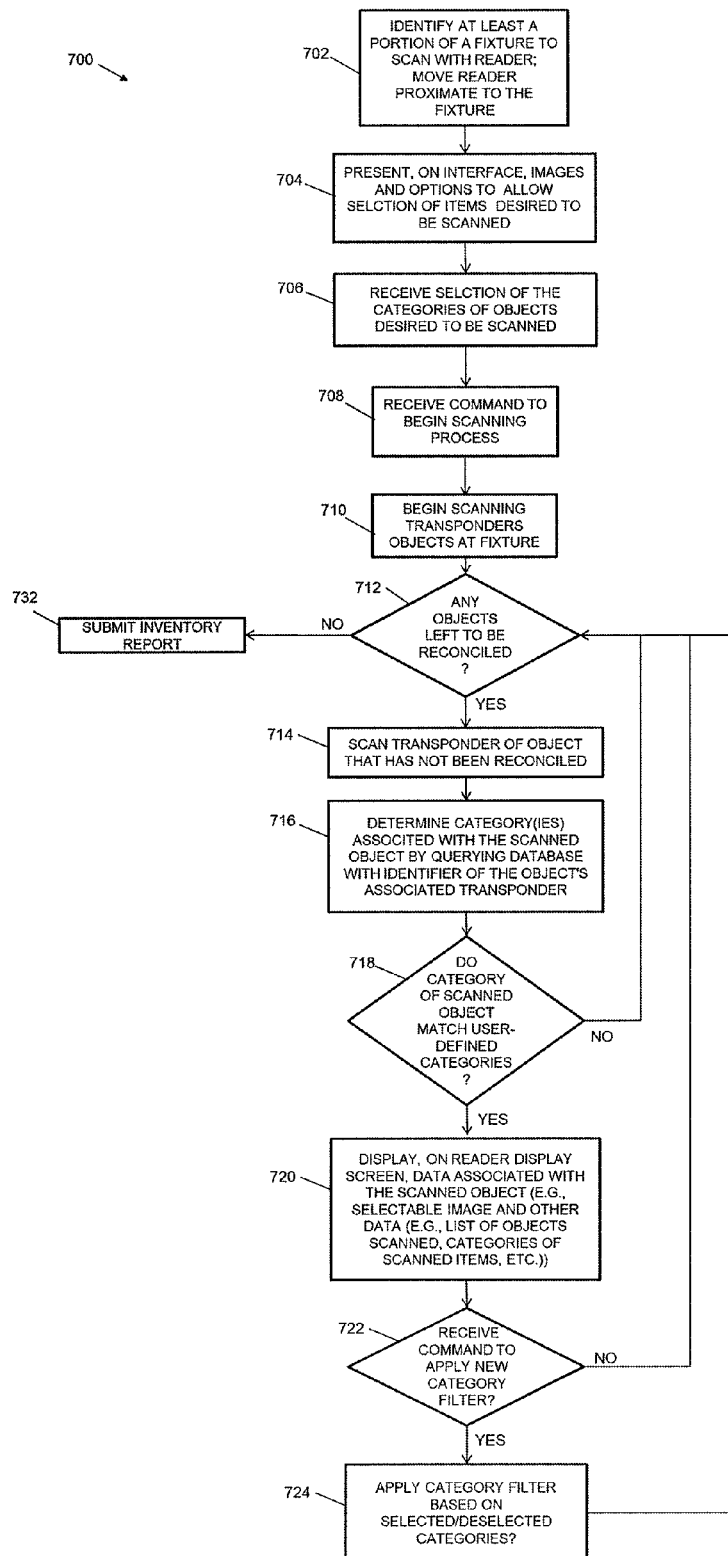 700
702
IDENTIFY AT LEAST A
PORTION OF A FIXTURE TO
SCAN WITH READER;
MOVE READER
PROXIMATE TO THE
FIXTURE
704
PRESENT, ON INTERFACE, IMAGES
AND OPTIONS TO ALLOW
SELCTION OF ITEMS DESIRED
TO BE SCANNED
706
RECEIVE SELCTION OF THE
CATEGORIES OF OBJECTS
DESIRED TO BE SCANNED
708
RECEIVE COMMAND TO
BEGIN SCANNING
PROCESS
710
BEGIN SCANNING
TRANSPONDERS
OBJECTS AT FIXTURE
712
ANY
OBJECTS
LEFT TO BE
RECONCILED
?
NO
732
SUBMIT INVENTORY
REPORT
YES
714
SCAN TRANSPONDER OF OBJECT
THAT HAS NOT BEEN RECONCILED
716
DETERMINE CATEGORY(IES)
ASSOCITED WITH THE SCANNED
OBJECT BY QUERYING DATABASE
WITH IDENTIFIER OF THE OBJECT'S
ASSOCIATED TRANSPONDER
718
DO
CATEGORY
OF SCANNED
OBJECT
MATCH USER-
DEFINED
CATEGORIES
?
NO
YES
720
DISPLAY, ON READER DISPLAY
SCREEN, DATA ASSOCIATED WITH
THE SCANNED OBJECT (E.G.,
SELECTABLE IMAGE AND OTHER
DATA (E.G., LIST OF OBJECTS
SCANNED, CATEGORIES OF
SCANNED ITEMS, ETC.))
722
RECEIVE
COMMAND TO
APPLY NEW
CATEGORY
FILTER?
NO
YES
724
APPLY CATEGORY FILTER
BASED ON
SELECTED/DESELECTED
CATEGORIES?